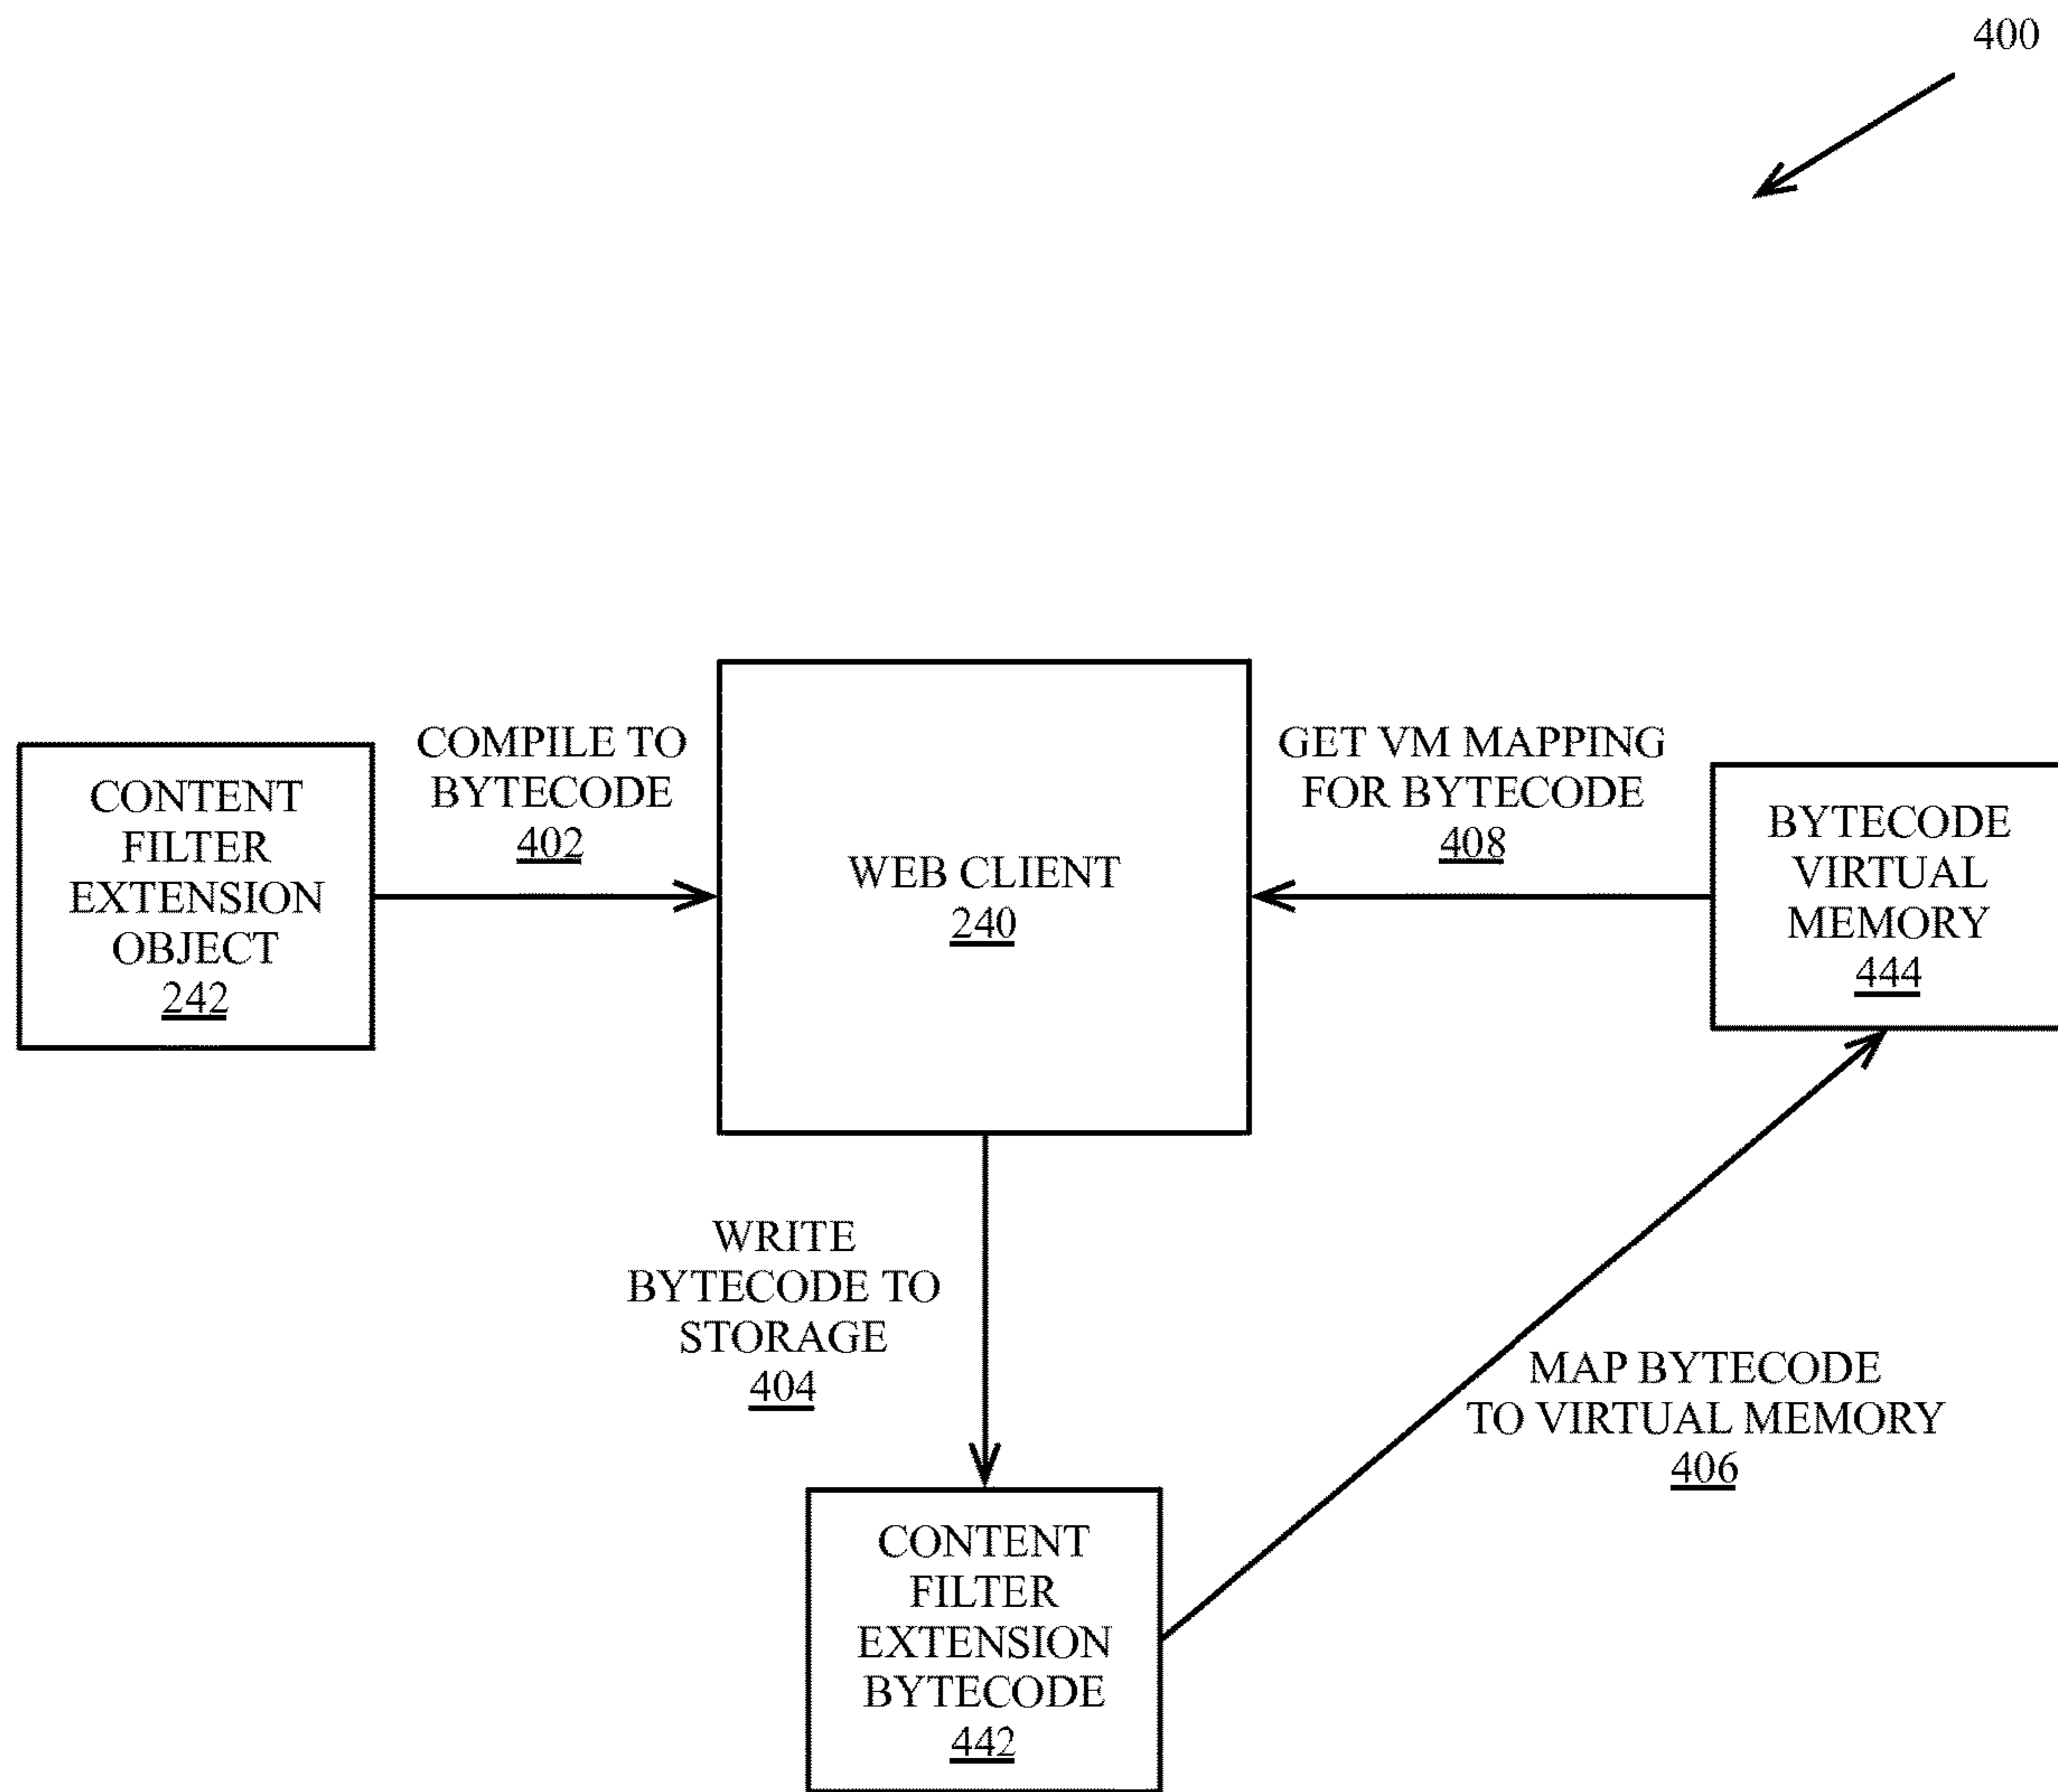 400
CONTENT
FILTER
EXTENSION
OBJECT
242
COMPILE TO
BYTECODE
402
WEB CLIENT
240
GET VM MAPPING
FOR BYTECODE
408
BYTECODE
VIRTUAL
MEMORY
444
WRITE
BYTECODE TO
STORAGE
404
MAP BYTECODE
TO VIRTUAL MEMORY
406
CONTENT
FILTER
EXTENSION
BYTECODE
442